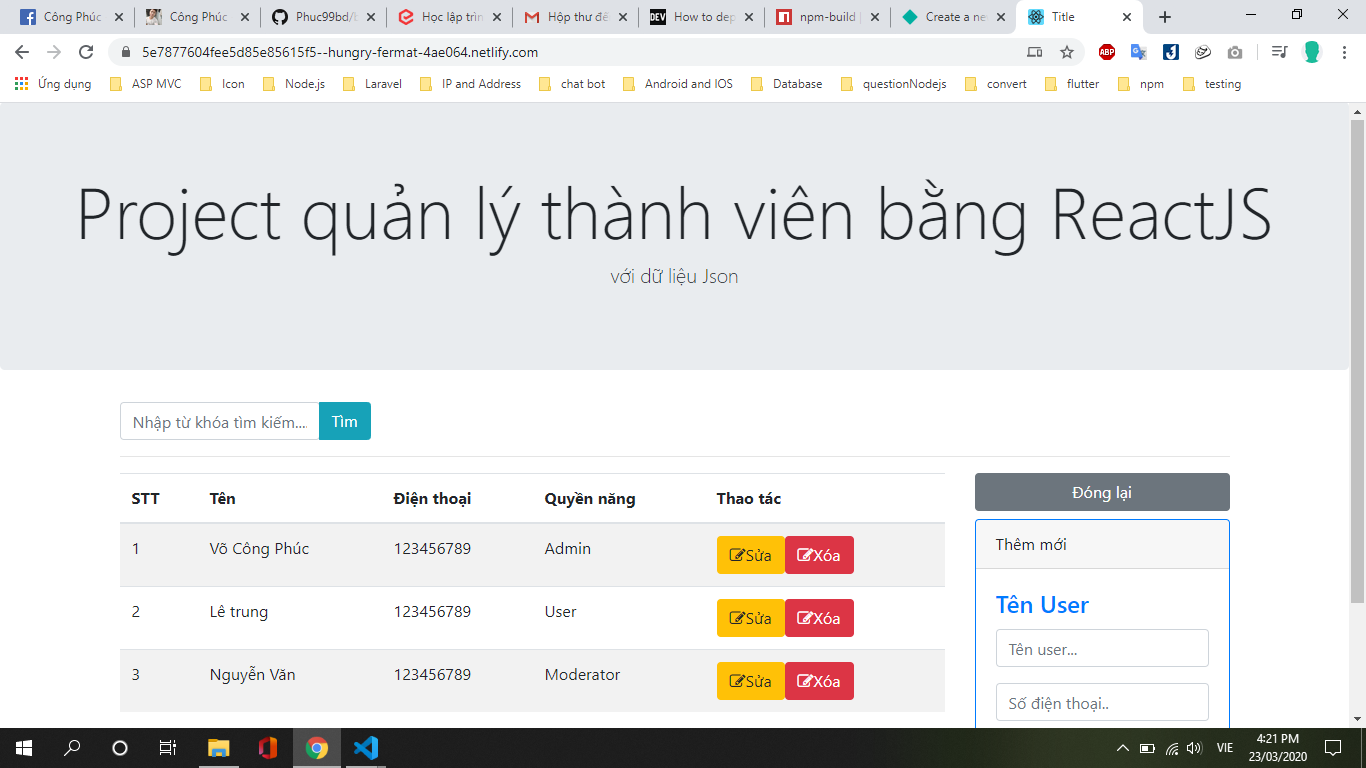 Công Phúc
Công Phúc
Phuc99bd/
Học lập trìn
Hộp thư đế
How to dep
npm-build
Create a ne
Title
5e7877604fee5d85e85615f5--hungry-fermat-4ae064.netlify.com
ABP
Ứng dụng
ASP MVC
Icon
Node.js
Laravel
IP and Address
chat bot
Android and IOS
Database
questionNodejs
convert
flutter
npm
testing
Project quản lý thành viên bằng ReactJS
với dữ liệu Json
Nhập từ khóa tìm kiếm... Tìm
STT Tên Điện thoại Quyền năng Thao tác
1 Võ Công Phúc 123456789 Admin Sửa Xóa
2 Lê trung 123456789 User Sửa Xóa
3 Nguyễn Văn 123456789 Moderator Sửa Xóa
Đóng lại
Thêm mới
Tên User
Tên user...
Số điện thoại..
VIE
4:21 PM
23/03/2020